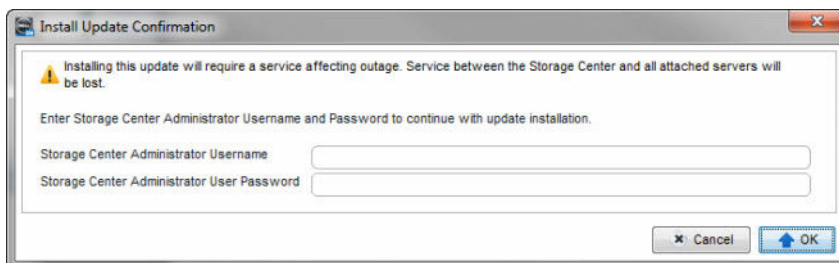 Install Update Confirmation
Installing this update will require a service affecting outage. Service between the Storage Center and all attached servers will
be lost.
Enter Storage Center Administrator Username and Password to continue with update installation.
Storage Center Administrator Username
Storage Center Administrator User Password
Cancel
OK